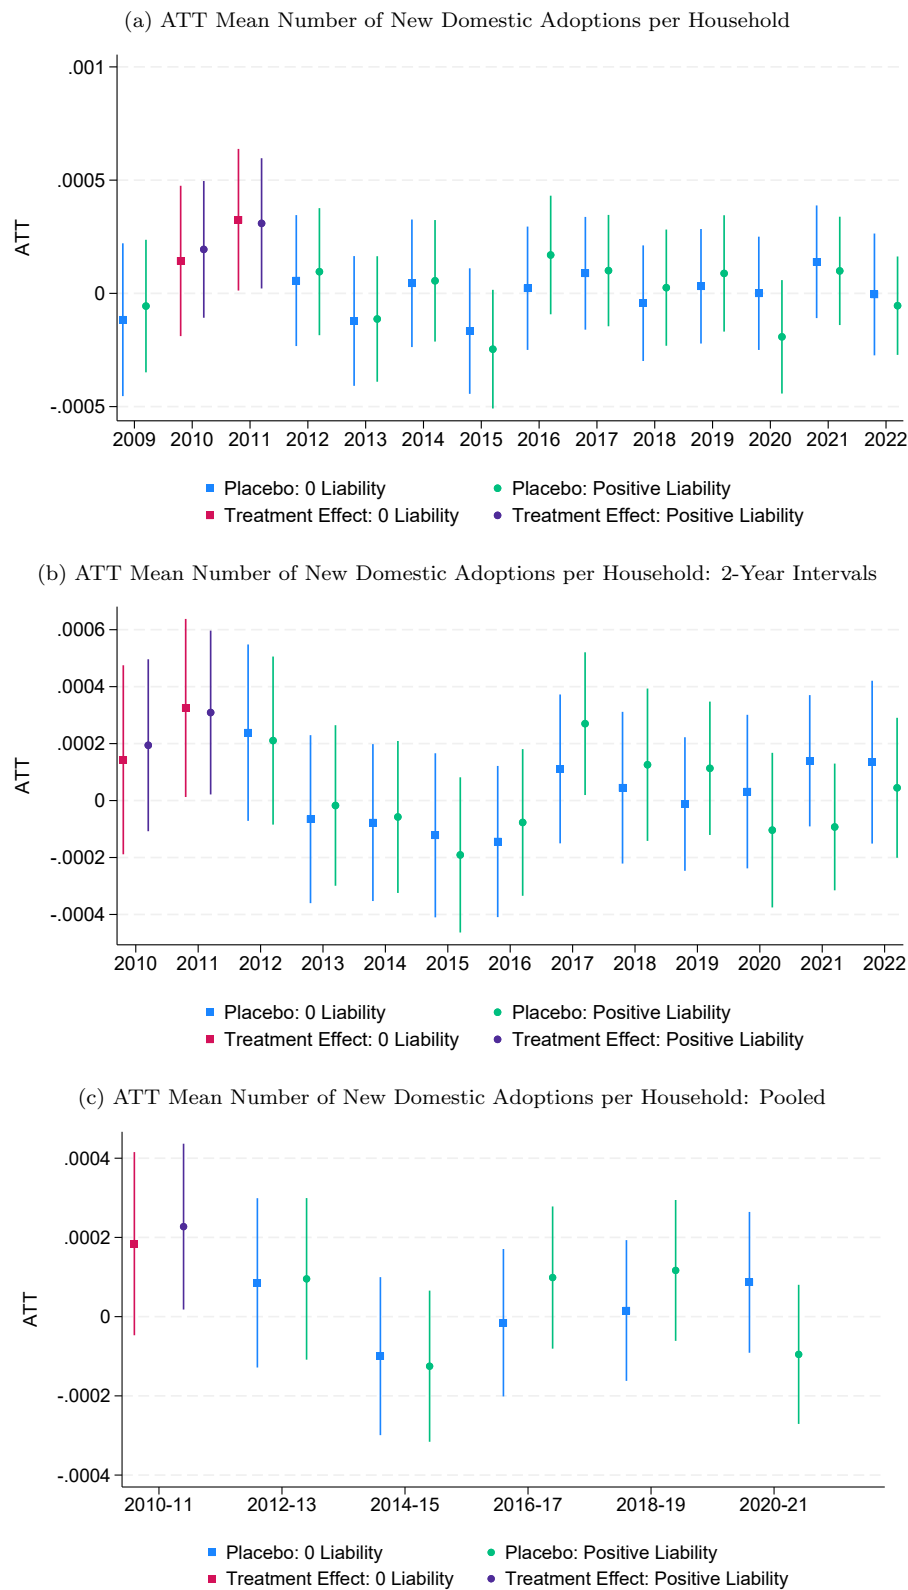 (a) ATT Mean Number of New Domestic Adoptions per Household
.001
.0005
0
-.0005
ATT
2009 2010 2011 2012 2013 2014 2015 2016 2017 2018 2019 2020 2021 2022
Placebo: 0 Liability Placebo: Positive Liability
Treatment Effect: 0 Liability Treatment Effect: Positive Liability
(b) ATT Mean Number of New Domestic Adoptions per Household: 2-Year Intervals
.0006
.0004
.0002
0
-.0002
-.0004
ATT
2010 2011 2012 2013 2014 2015 2016 2017 2018 2019 2020 2021 2022
Placebo: 0 Liability Placebo: Positive Liability
Treatment Effect: 0 Liability Treatment Effect: Positive Liability
(c) ATT Mean Number of New Domestic Adoptions per Household: Pooled
.0004
.0002
0
-.0002
-.0004
ATT
2010-11 2012-13 2014-15 2016-17 2018-19 2020-21
Placebo: 0 Liability Placebo: Positive Liability
Treatment Effect: 0 Liability Treatment Effect: Positive Liability